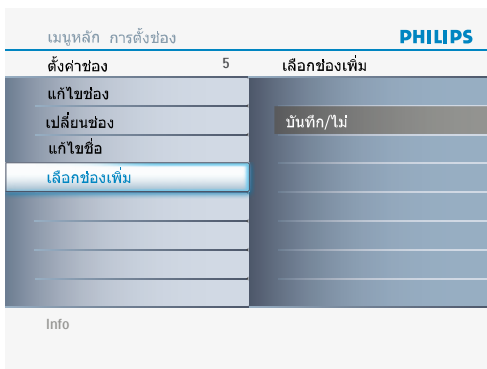 เมนูหลัก การตั้งช่อง PHILIPS
ตั้งค่าช่อง 5 เลือกช่องเพิ่ม
แก้ไขช่อง
เปลี่ยนช่อง บันทึก/ไม่
แก้ไขชื่อ
เลือกช่องเพิ่ม
Info